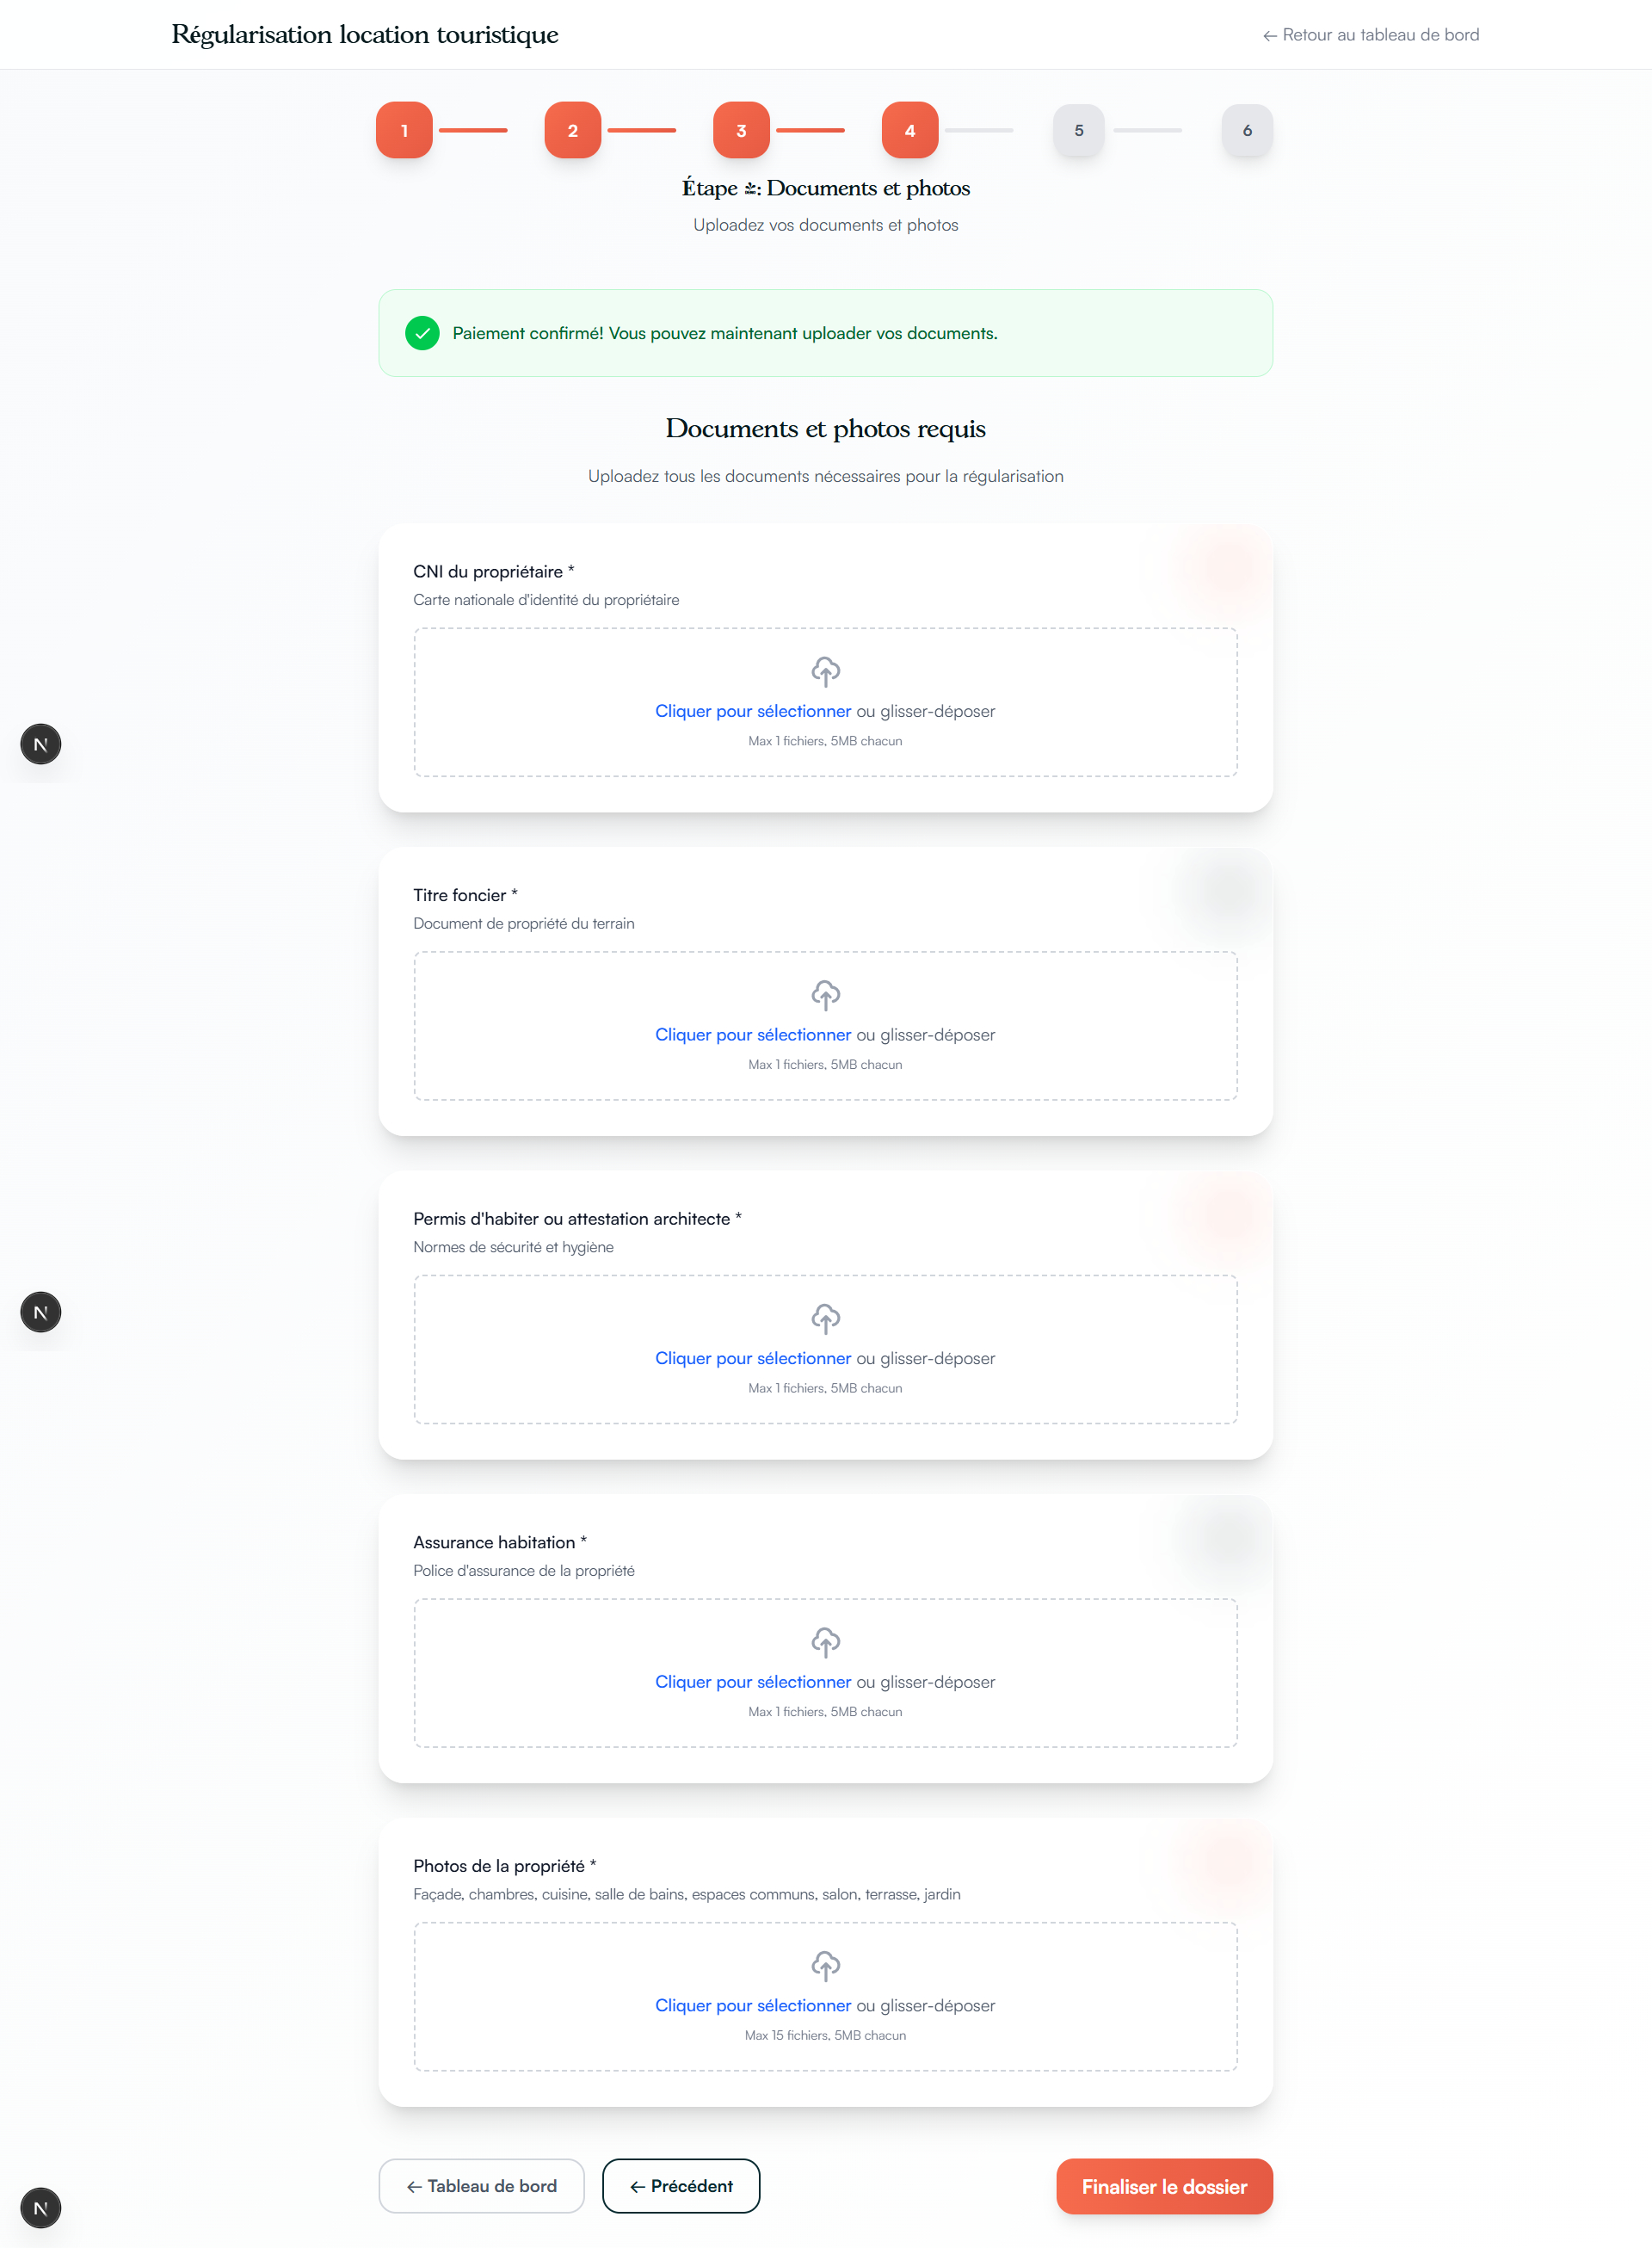 Régularisation location touristique
← Retour au tableau de bord
1 2 3 4 5 6
Étape : Documents et photos
Uploadez vos documents et photos
Paiement confirmé! Vous pouvez maintenant uploader vos documents.
Documents et photos requis
Uploadez tous les documents nécessaires pour la régularisation
CNI du propriétaire *
Carte nationale d'identité du propriétaire
Cliquer pour sélectionner ou glisser-déposer
Max 1 fichiers, 5MB chacun
N
Titre foncier *
Document de propriété du terrain
Cliquer pour sélectionner ou glisser-déposer
Max 1 fichiers, 5MB chacun
Permis d'habiter ou attestation architecte *
Normes de sécurité et hygiène
N
Cliquer pour sélectionner ou glisser-déposer
Max 1 fichiers, 5MB chacun
Assurance habitation *
Police d'assurance de la propriété
Cliquer pour sélectionner ou glisser-déposer
Max 1 fichiers, 5MB chacun
Photos de la propriété *
Façade, chambres, cuisine, salle de bains, espaces communs, salon, terrasse, jardin
Cliquer pour sélectionner ou glisser-déposer
Max 15 fichiers, 5MB chacun
← Tableau de bord
← Précédent
Finaliser le dossier
N